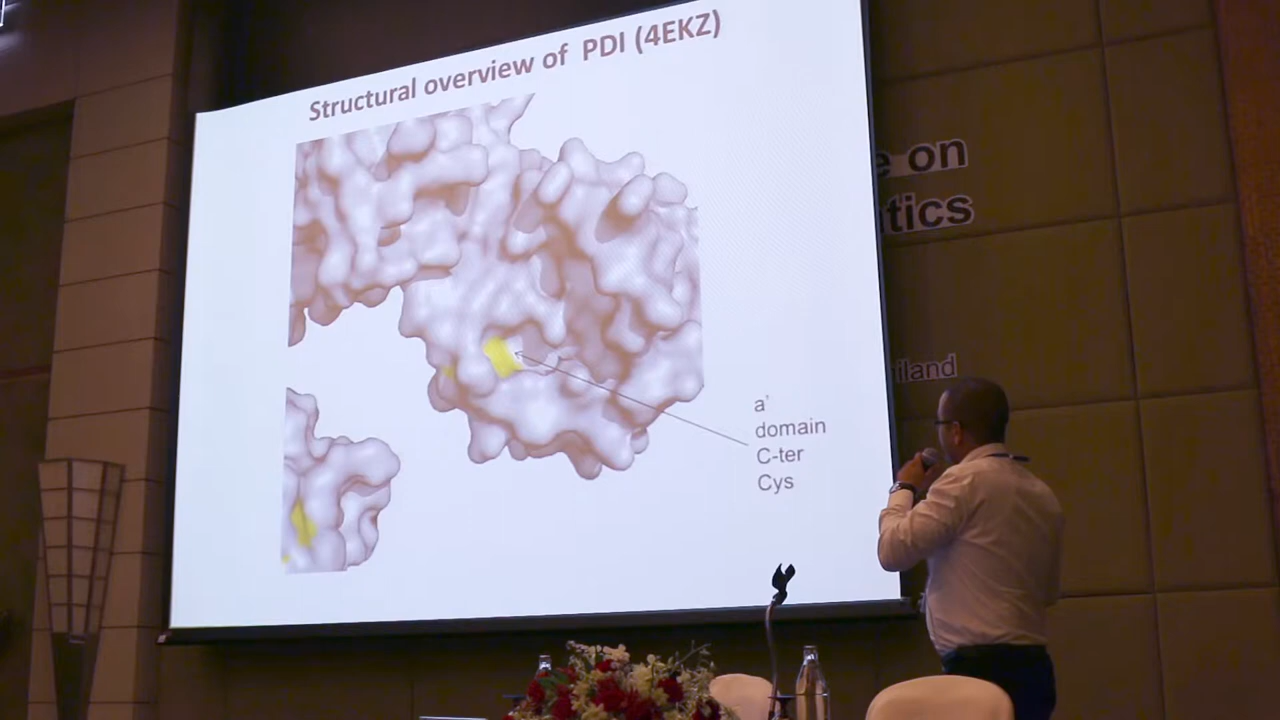 Structural overview of PDI (4EKZ)
e on
tics
a'
domain
C-ter
Cys
iland